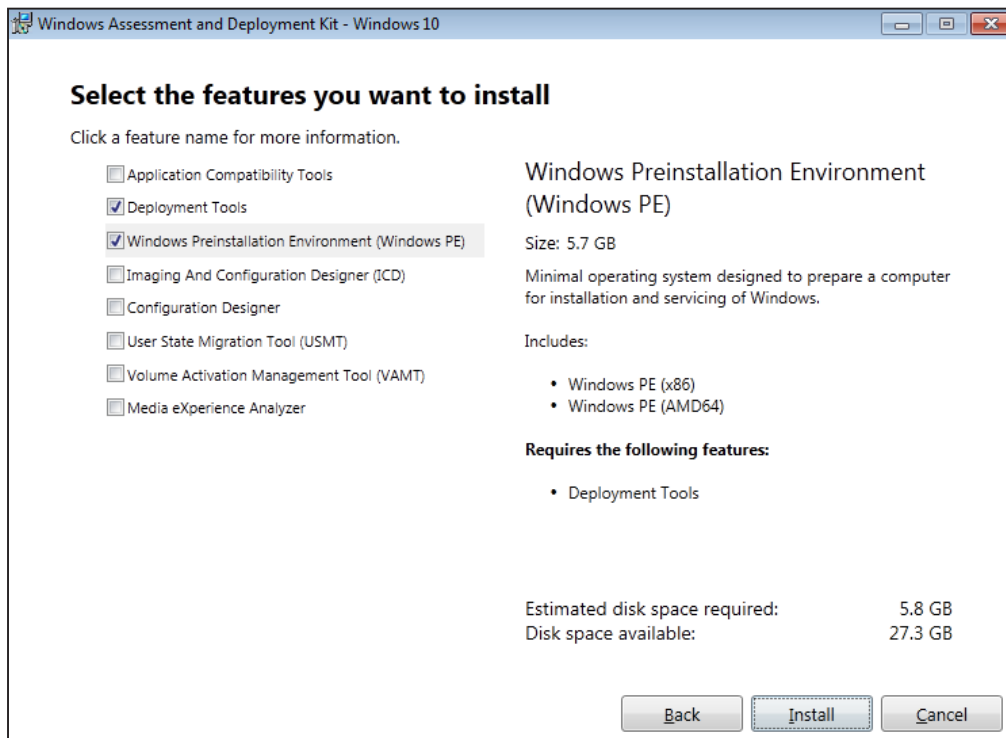 Windows Assessment and Deployment Kit - Windows 10
Select the features you want to install
Click a feature name for more information.
Application Compatibility Tools
Deployment Tools
Windows Preinstallation Environment (Windows PE)
Imaging And Configuration Designer (ICD)
Configuration Designer
User State Migration Tool (USMT)
Volume Activation Management Tool (VAMT)
Media eXperience Analyzer
Windows Preinstallation Environment
(Windows PE)
Size: 5.7 GB
Minimal operating system designed to prepare a computer
for installation and servicing of Windows.
Includes:
• Windows PE (x86)
• Windows PE (AMD64)
Requires the following features:
• Deployment Tools
Estimated disk space required: 5.8 GB
Disk space available: 27.3 GB
Back Install Cancel